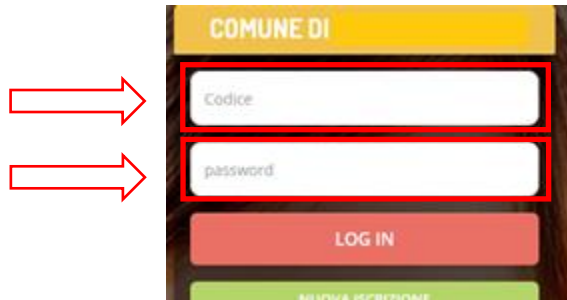 COMUNE DI
Codice
password
LOG IN
NUOVA ISCRIZIONE